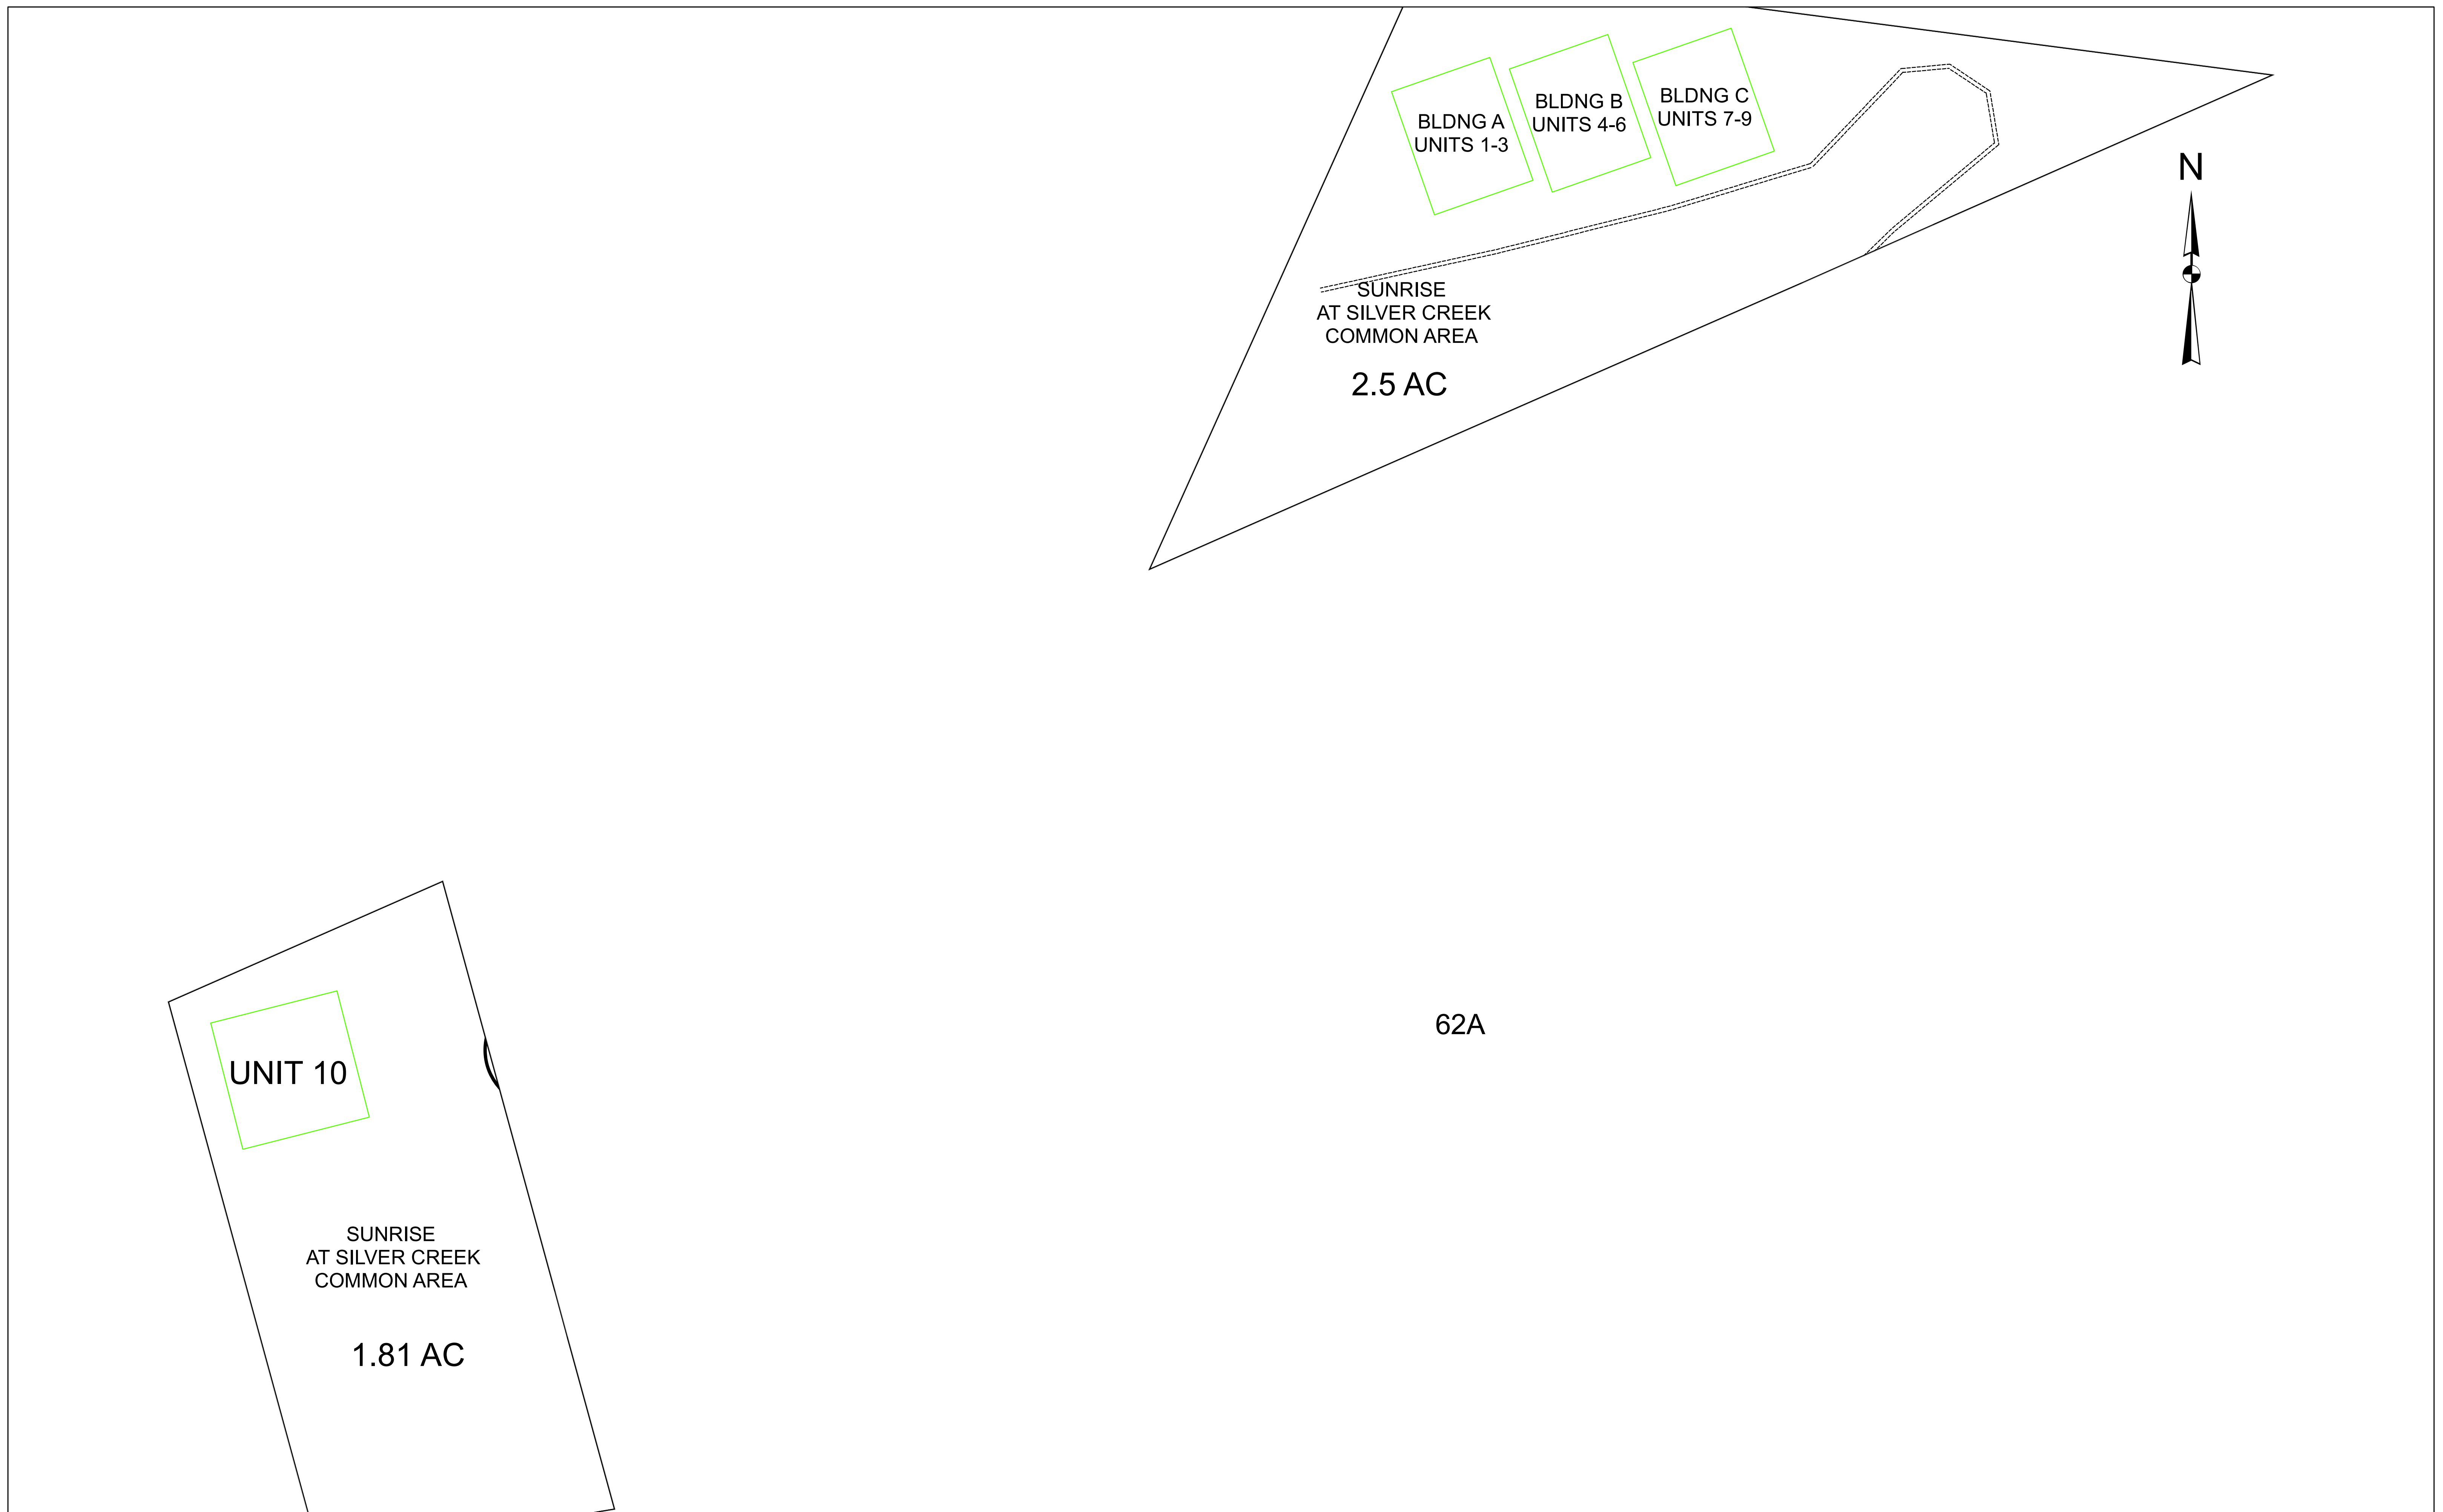 BLDNG A
UNITS 1-3
BLDNG B
UNITS 4-6
BLDNG C
UNITS 7-9
N
SUNRISE
AT SILVER CREEK
COMMON AREA
2.5 AC
62A
UNIT 10
SUNRISE
AT SILVER CREEK
COMMON AREA
1.81 AC